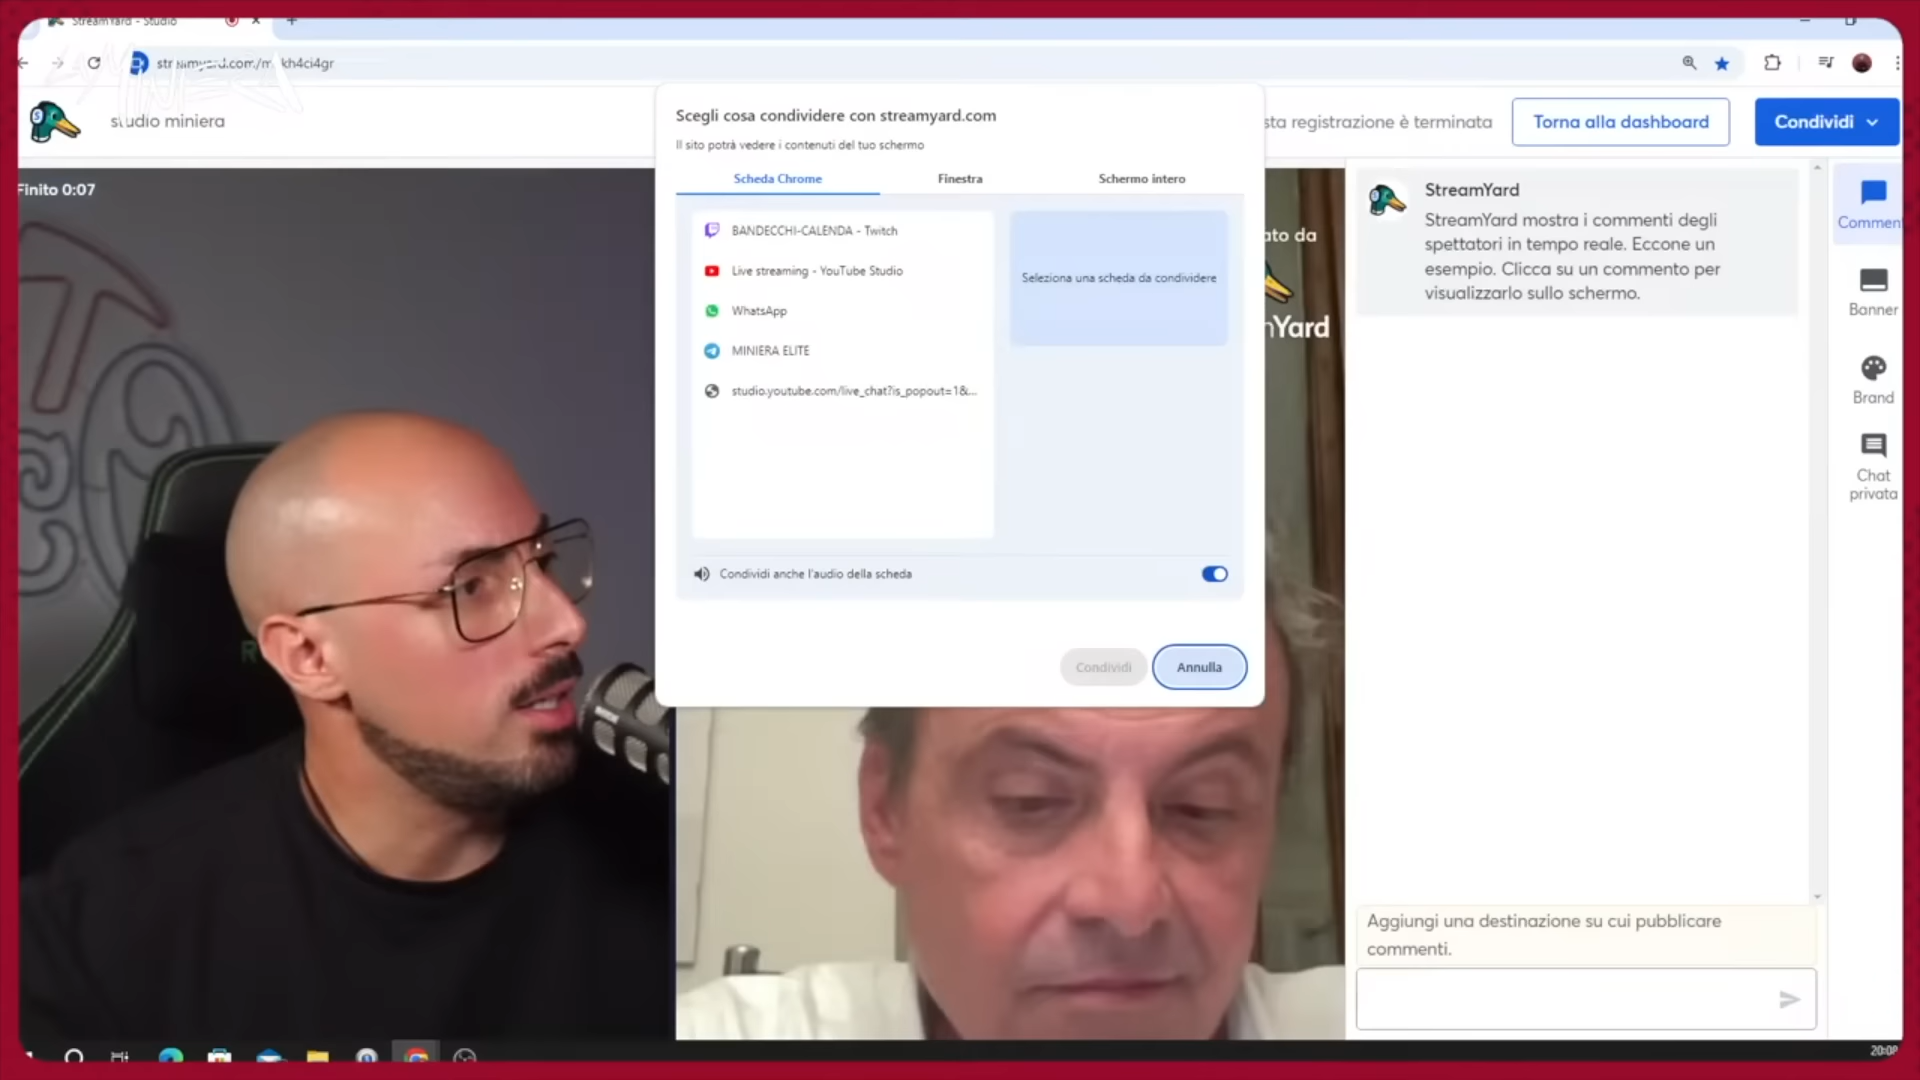 StreamYard - Studio
studio miniera
Finito 0:07
Scegli cosa condividere con streamyard.com
Il sito potrà vedere i contenuti del tuo schermo
Scheda Chrome
Finestra
Schermo intero
BANDECCHI-CALENDA - Twitch
Live streaming - YouTube Studio
WhatsApp
MINIERA ELITE
studio.youtube.com/live_chat?is_popout=1&...
Seleziona una scheda da condividere
Condividi anche l'audio della scheda
Condividi
Annulla
sta registrazione è terminata
Torna alla dashboard
Condividi
ato da
nYard
StreamYard
StreamYard mostra i commenti degli
spettatori in tempo reale. Eccone un
esempio. Clicca su un commento per
visualizzarlo sullo schermo.
Commen
Banner
Brand
Chat
privata
Aggiungi una destinazione su cui pubblicare
commenti.
20:08